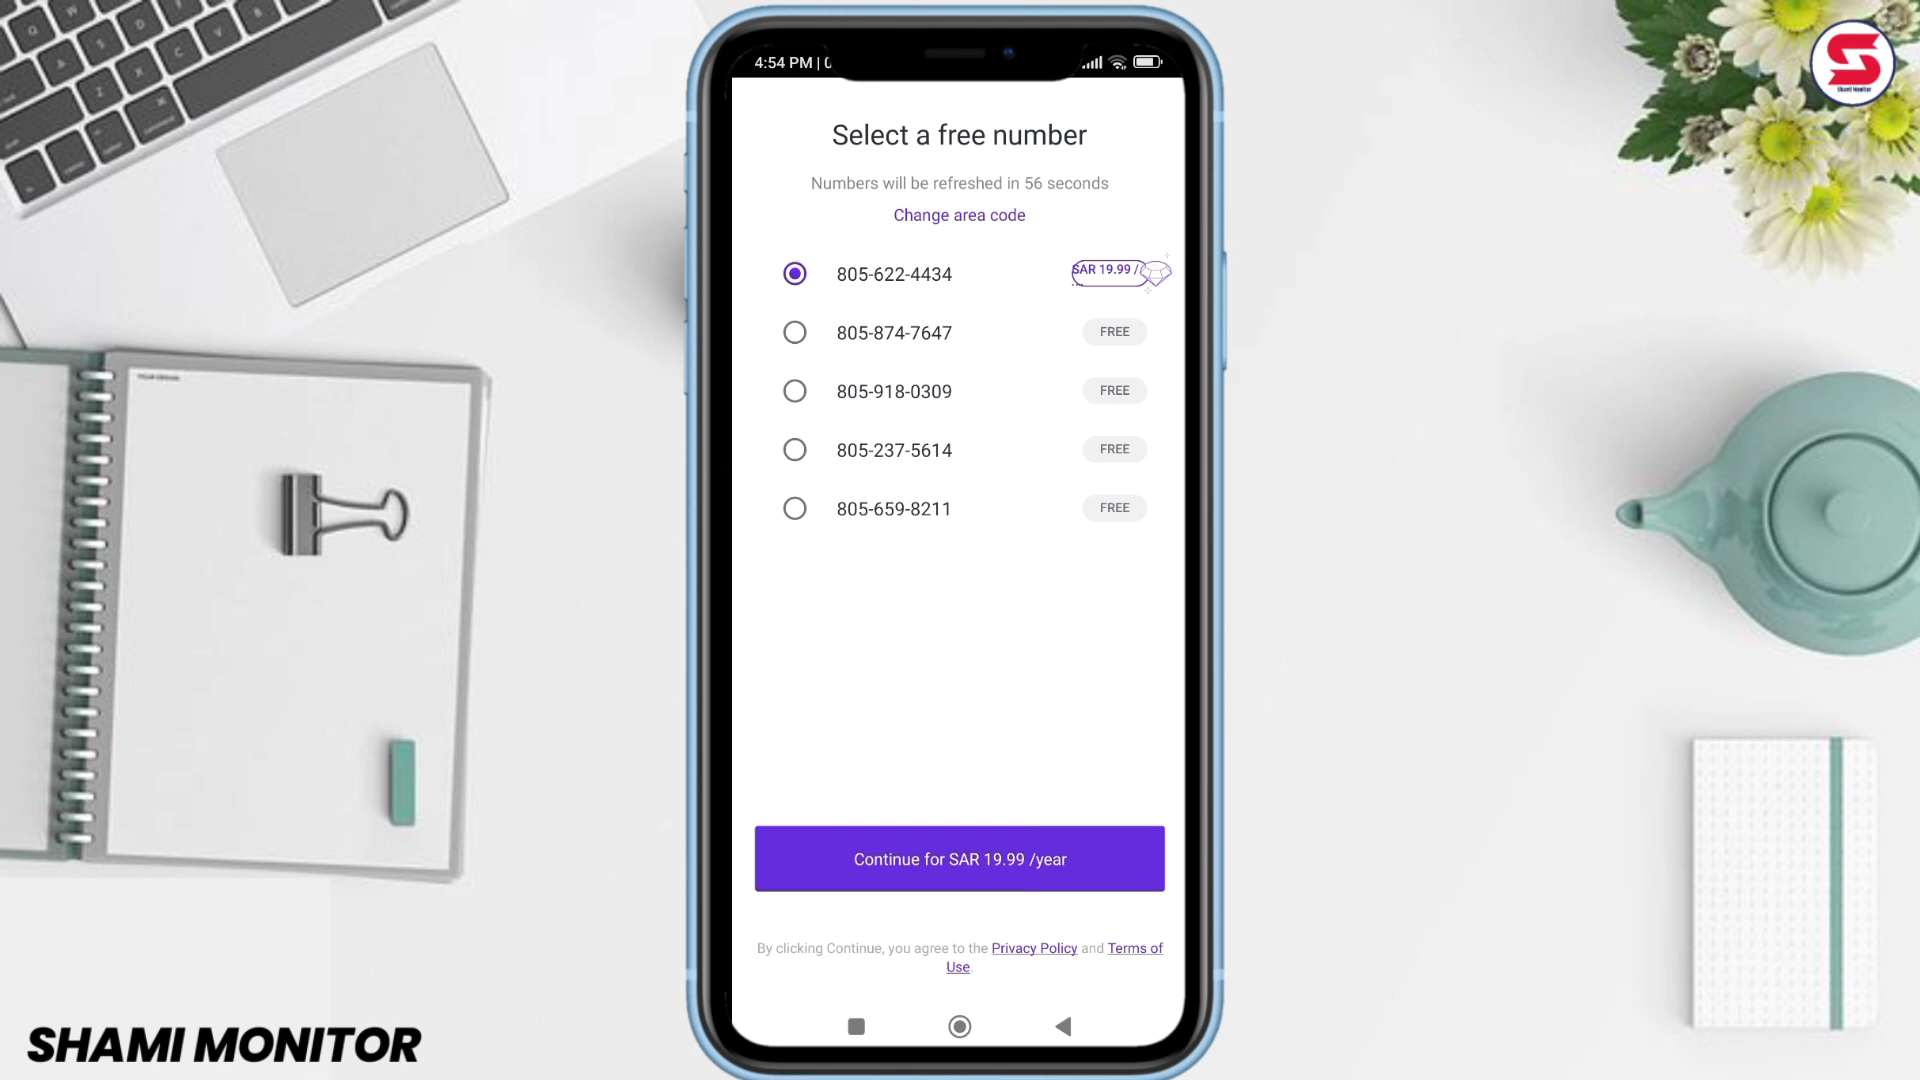 4:54 PM |
Select a free number
Numbers will be refreshed in 56 seconds
Change area code
805-622-4434
SAR 19.99 /
...
805-874-7647
FREE
805-918-0309
FREE
805-237-5614
FREE
805-659-8211
FREE
Continue for SAR 19.99 /year
By clicking Continue, you agree to the Privacy Policy and Terms of
Use.
SHAMI MONITOR
S
Shami Monitor